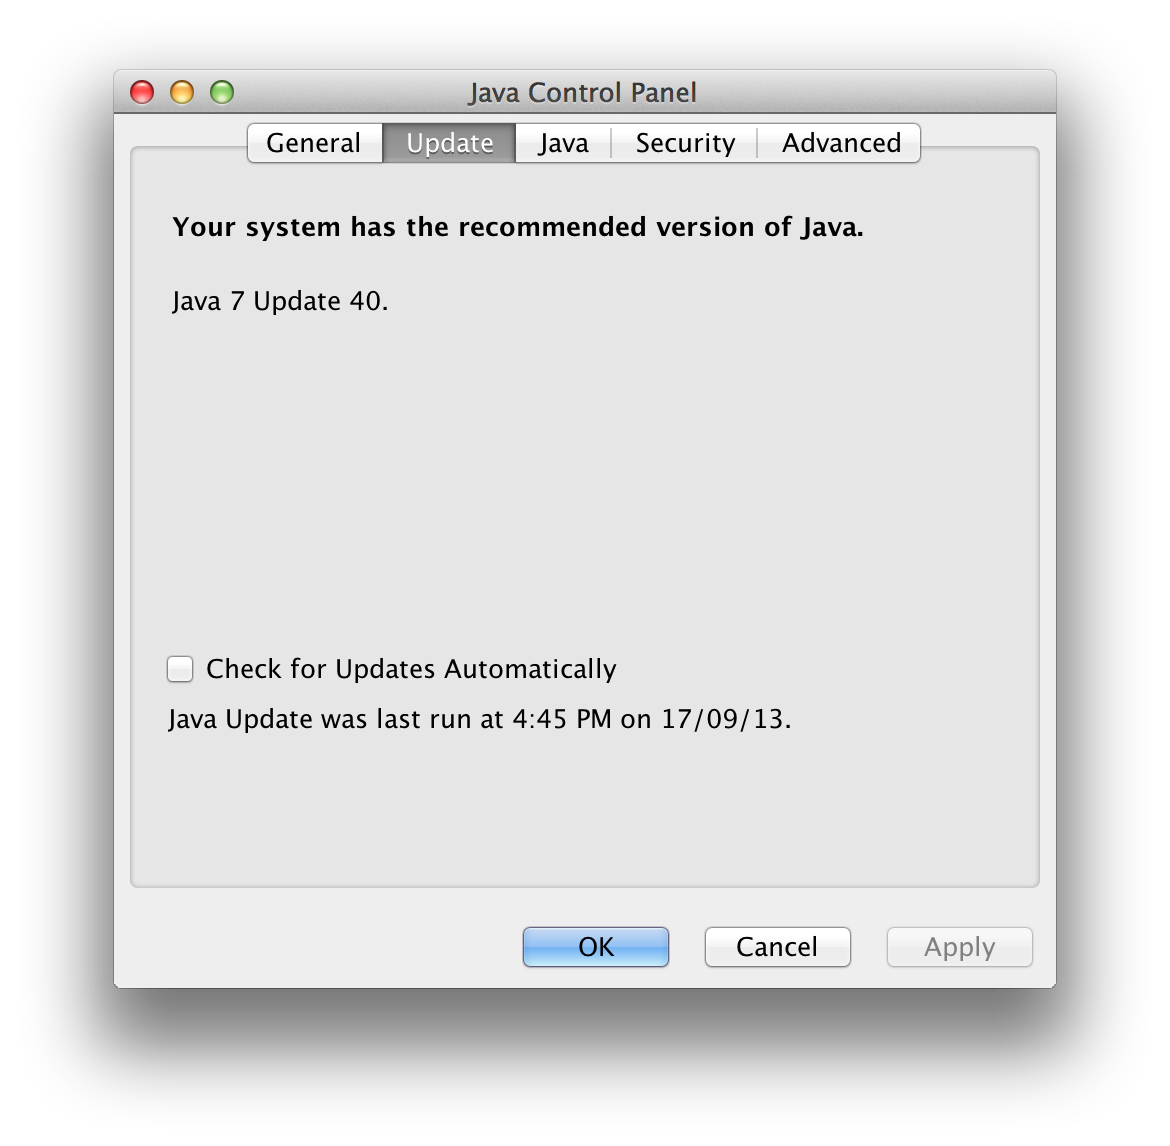 Java Control Panel
General Update Java Security Advanced
Your system has the recommended version of Java.
Java 7 Update 40.
Check for Updates Automatically
Java Update was last run at 4:45 PM on 17/09/13.
OK Cancel Apply